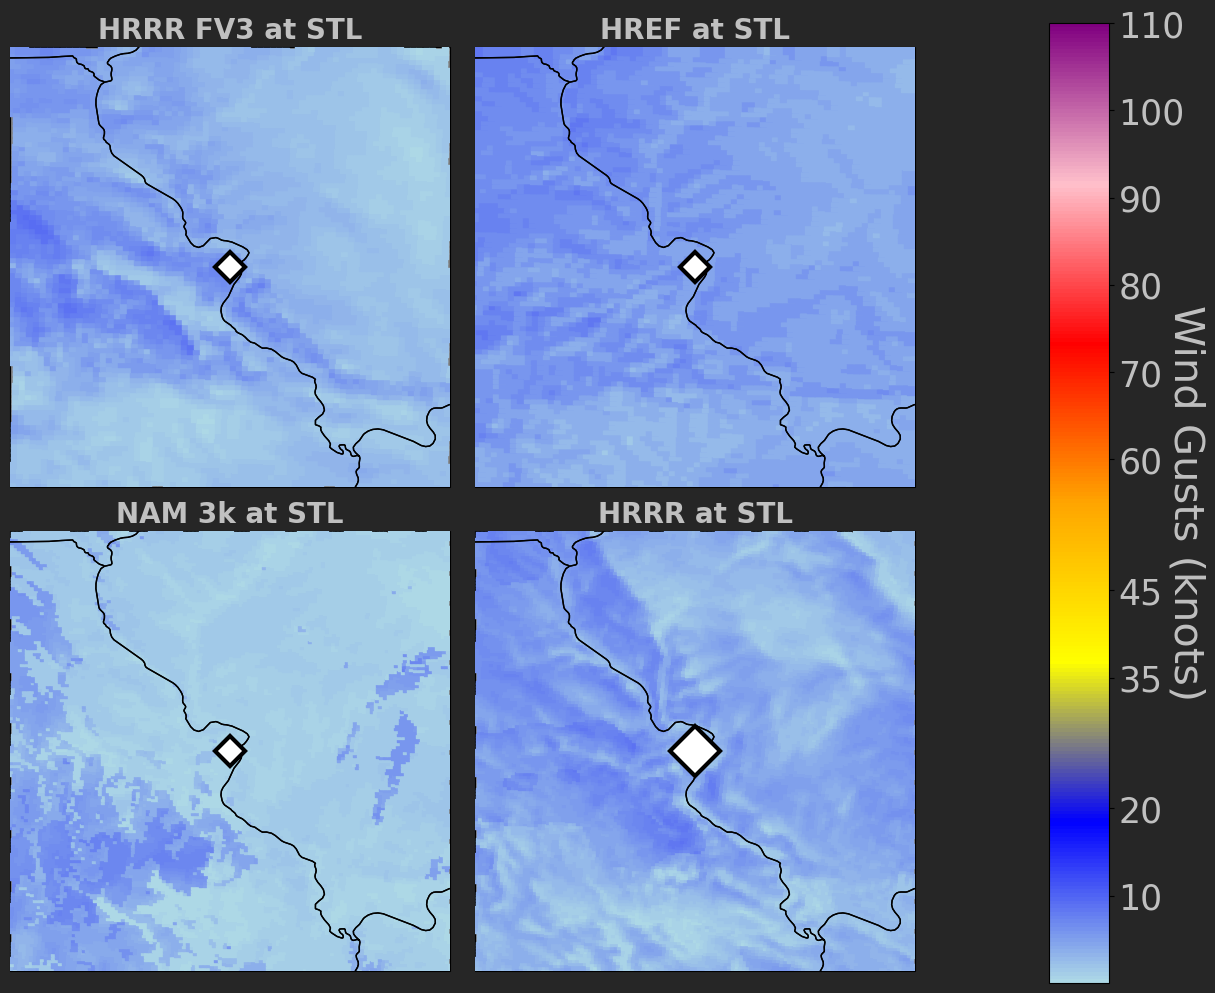 HRRR FV3 at STL
HREF at STL
NAM 3k at STL
HRRR at STL
110
100
90
80
70
60
45
35
20
10
Wind Gusts (knots)